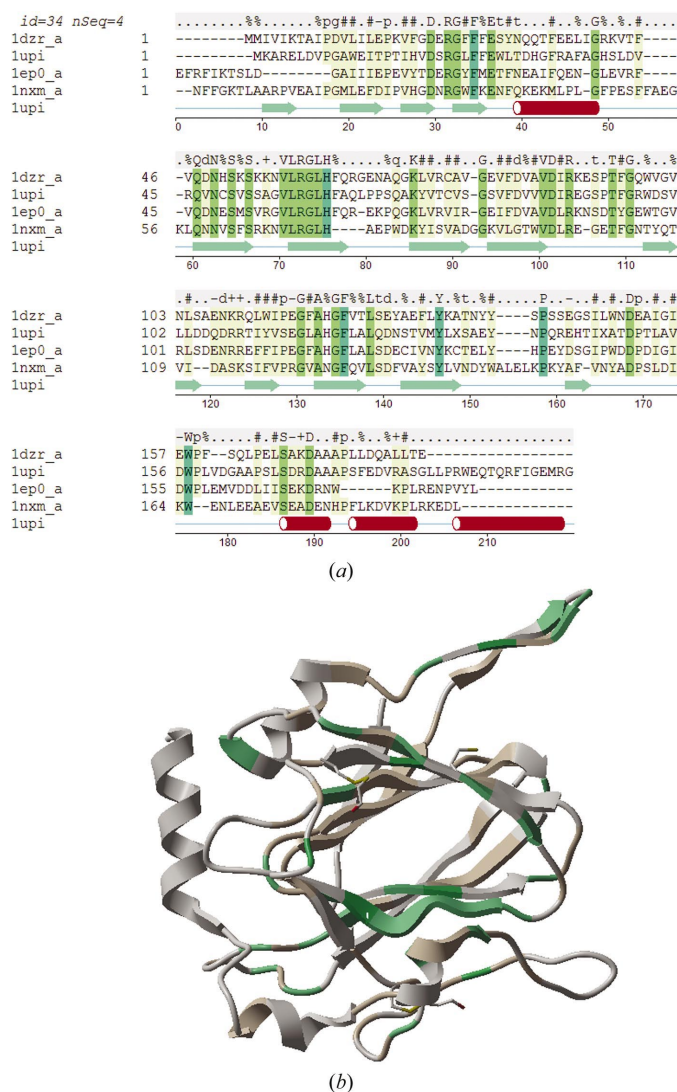 id=34 nSeq=4 %%....%pg##.#-p.##.D.RG#F%Et#t...#..%.G..%.#.............
1dzr_a 1 --------MMIVIKTAIPDVLILEPKVFGDERGFFFESYNQQTFEELIGRKVTF------
1upi 1 --------MKARELDVPGAWEITPTIHVDSRGLFFEWLTDHGFRAFAGHSLDV------
1ep0_a 1 EFRFIKTSLD--------GAIIIEPEVYTDERGYFMETFNEAIFQEN-GLEVRF------
1nxm_a 1 --NFFGKTLAARPVEAIPGMLEFDIPVHGDNRGWFKENFQKEKMLPL-GFPESFFAEG
1upi
0 10 20 30 40 50
.%QdN%S%S.+.VLRGLH%.....%q.K##.##..G.##d%#VD#R..t.T#G.%..%
1dzr_a 46 -VQDNHSKSKKNVLRGLHFQRGENAQGKLVRCAV-GEVFDVAVDIRKESPTFGQWVGV
1upi 45 -RQVNCSVSSAGVLRGLHFAQLPPSQAKYVTCVS-GSVFDVVVDIREGSPTFGRWDSV
1ep0_a 45 -VQDNESMSVRGVLRGLHFQR-EKPQGKLVRVIR-GEIFDVAVDLRKNSDTYGEWTGV
1nxm_a 56 KLQNNVSFSRKNVLRGLH----AEPWDKYISVADGGKVLGTWVDLREGETFGNTYQT
1upi
60 70 80 90 100 110
.#..-d++.###p-G#A%GF%%Ltd.%..#.Y.%t.%......P..-.#.Dp.#.#
1dzr_a 103 NLSAENKRQLWIPEGFAHGFVTLSEYAEFLYKATNYY----SPSSEGSILWNDEAIGI
1upi 102 LLDDQDRRTIYVSEGLAHGFLALQDNSTVMYLXSAEY----NPQREHTIXATDPTLAV
1ep0_a 101 RLSDENRREFFIPEGFAHGFLALSDECIVNYKCTELY----HPEYDSGIPWDDPDIGI
1nxm_a 109 VI-DASKSIFVPRGVANGFQVLSDFVAYSYLVNDYWALELKPKYAF-VNYADPSLDI
1upi
120 130 140 150 160 170
-Wp%.....#.#S-+D..#p.%..%+#...................
1dzr_a 157 EWPF--SQLPELSAKDAAAPLLDQALLTE-----------------
1upi 156 DWPLVDGAAPSLSDRDAAAPSFEDVRASGLLPRWEQTQRFIGEMRG
1ep0_a 155 DWPLEMVDDLIISEKDRNW-----KPLRENPVYL------------
1nxm_a 164 KW---ENLEEAEVSEADENHPFLKDVKPLRKEDL------------
1upi
180 190 200 210
(a)
(b)